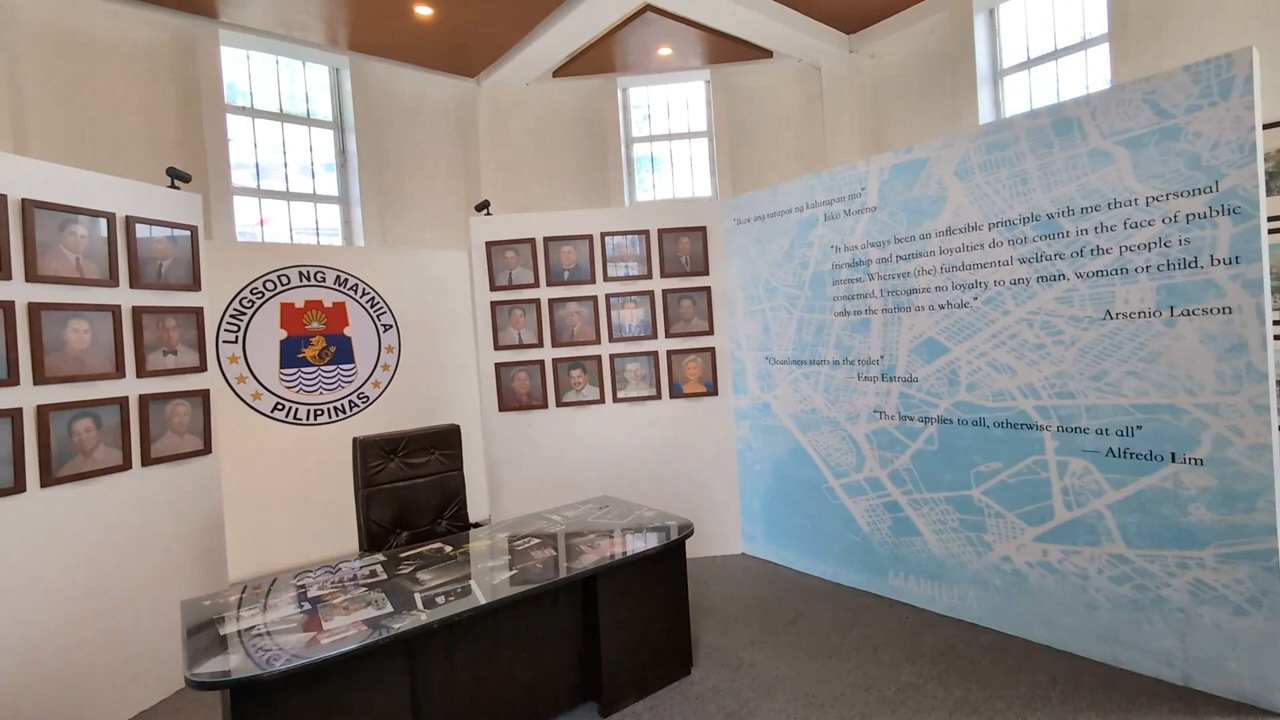 LUNGSOD NG MAYNILA
PILIPINAS
"Ikaw ang tatapos ng kahirapan mo"
Isko Moreno
"It has always been an inflexible principle with me that personal
friendship and partisan loyalties do not count in the face of public
interest. Wherever (the) fundamental welfare of the people is
concerned, I recognize no loyalty to any man, woman or child, but
only to the nation as a whole."
— Arsenio Lacson
"Cleanliness starts in the toilet"
— Erap Estrada
"The law applies to all, otherwise none at all"
— Alfredo Lim